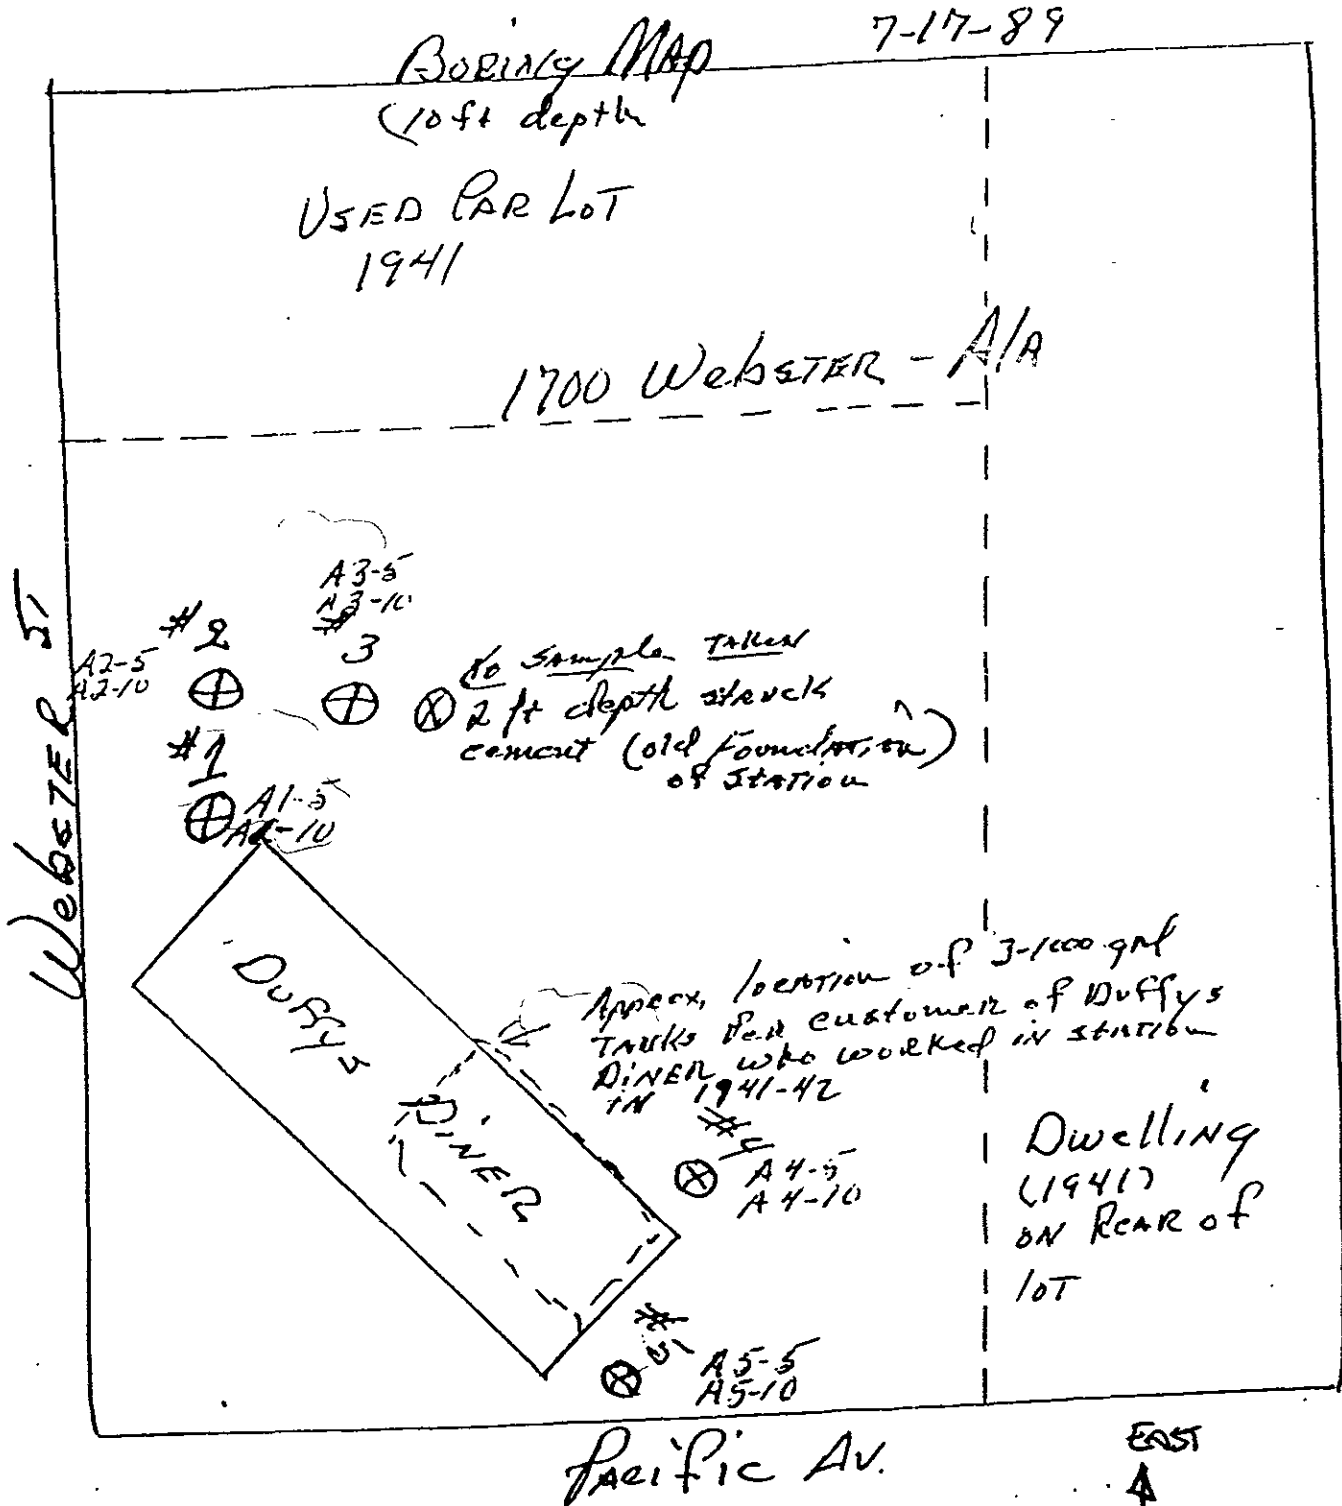 7-17-89
Boring Map
(10 ft depth
USED CAR LOT
1941
1700 Webster - A/A
Webster St
A3-5
A3-10
#3
#2
A2-5
A2-10
No Sample Taken
2 ft depth struck
cement (old Foundation)
of Station
#1
A1-5
A1-10
Duffys
Diner
Approx. location of 3-1000 gal
Tanks per customer of Duffys
Diner who worked in station
in 1941-42
#4
A4-5
A4-10
Dwelling
(1941)
on Rear of
lot
#5
A5-5
A5-10
Pacific Av.
EAST